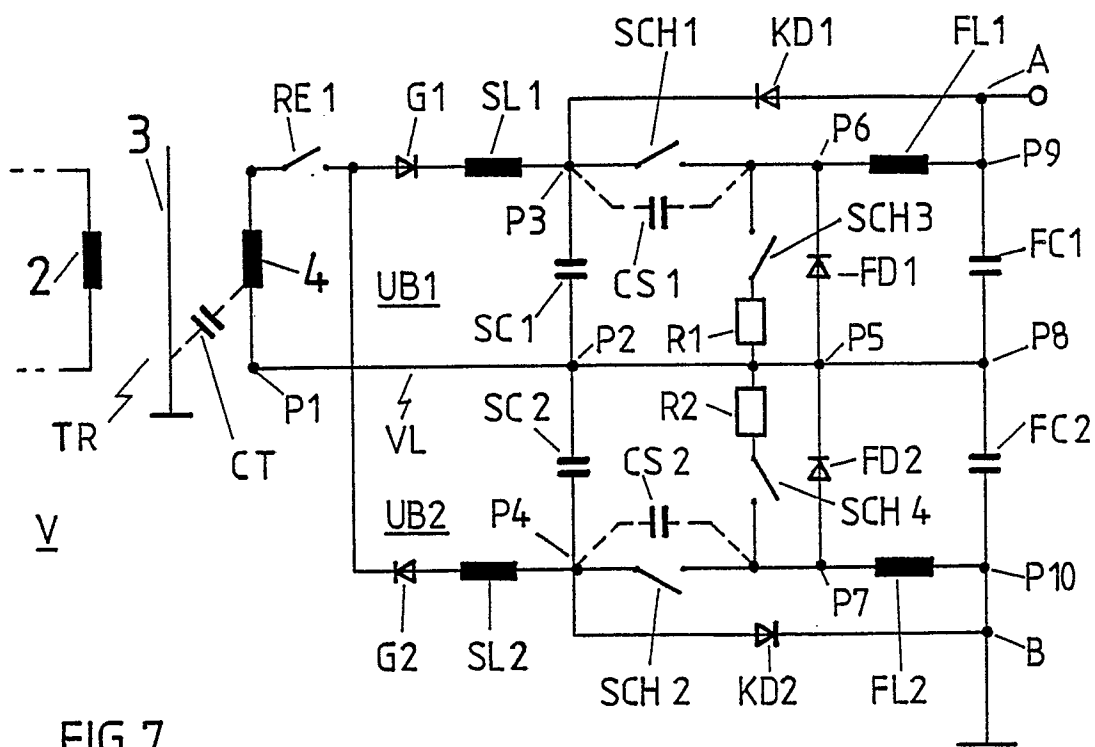 SCH1
KD1
FL1
A
RE1
G1
SL1
3
P6
P9
P3
SCH3
2
4
UB1
CS1
FD1
FC1
SC1
R1
P2
P5
P8
P1
SC2
R2
TR
CT
VL
CS2
FD2
FC2
V
UB2
P4
SCH4
P7
P10
G2
SL2
SCH2
KD2
FL2
B
FIG.7